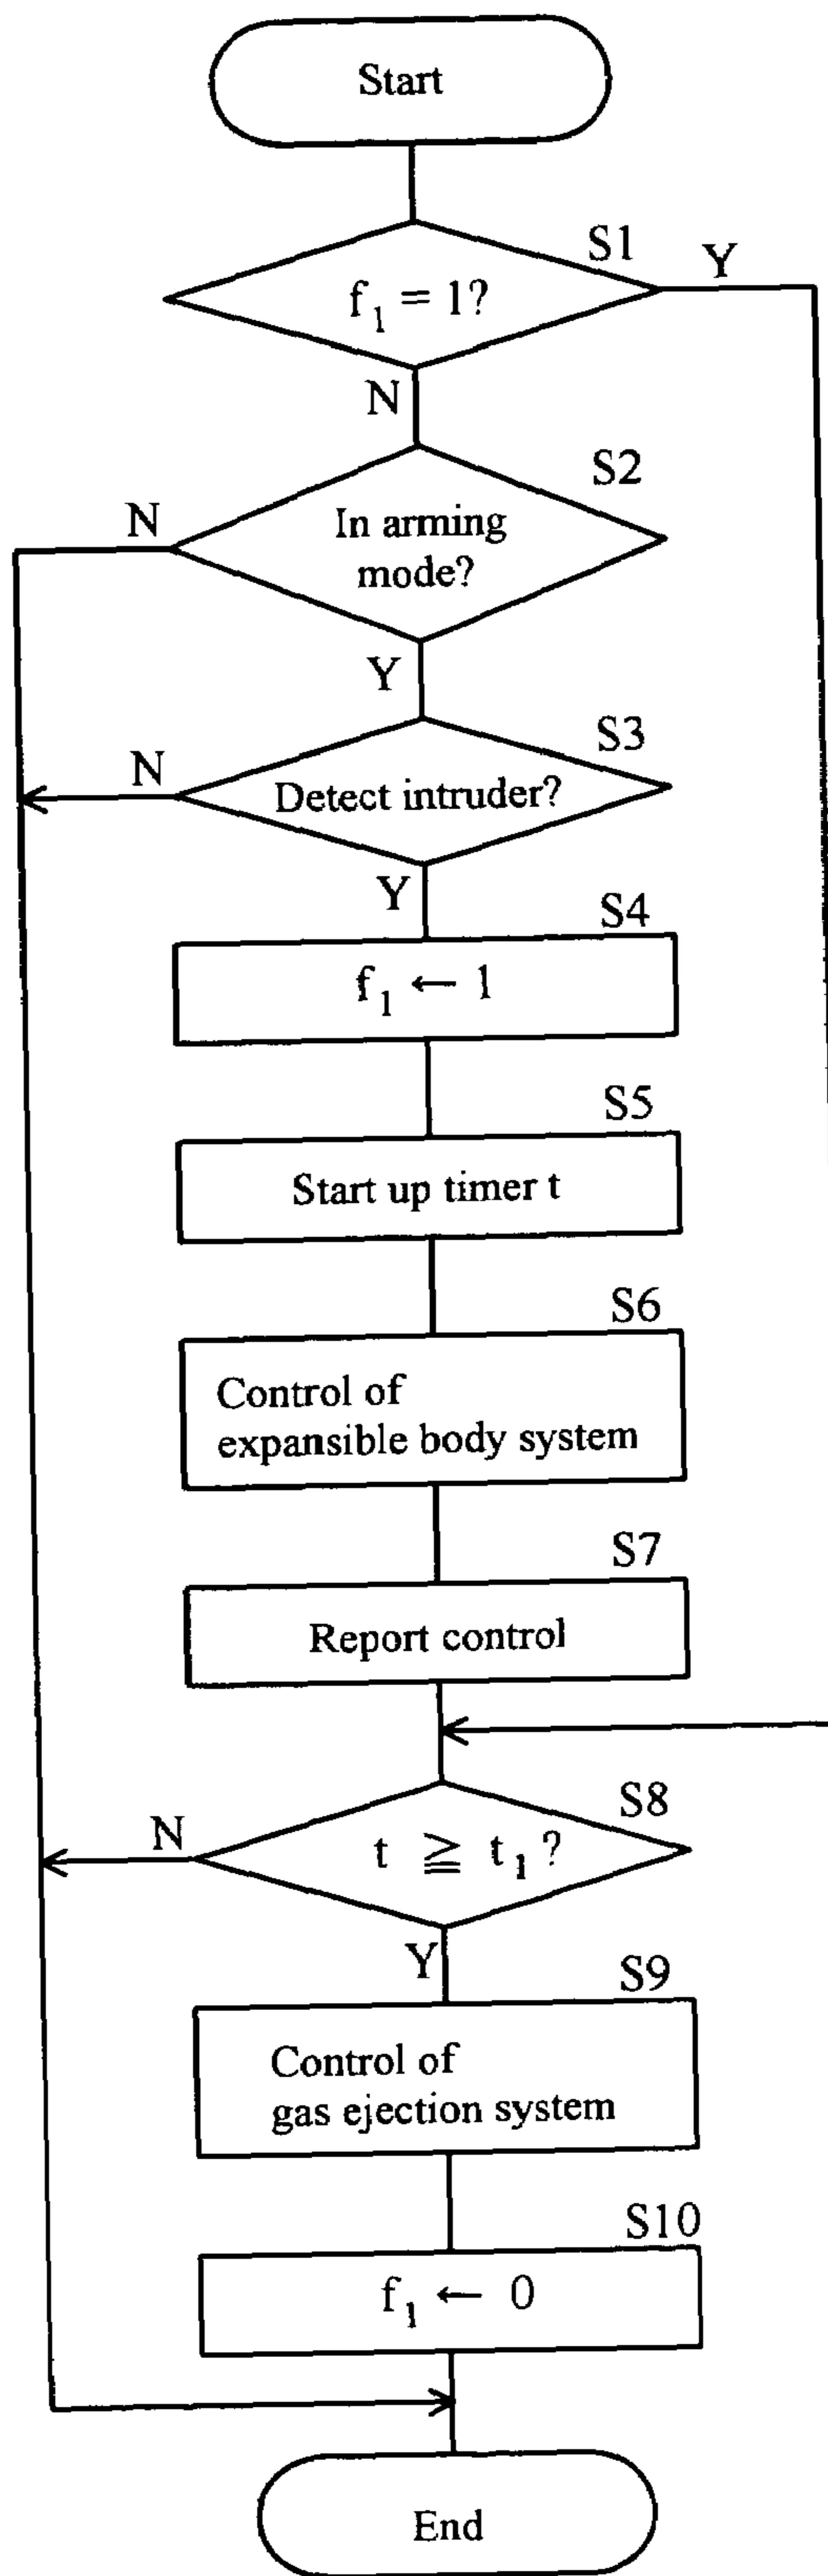 Start
S1
Y
f₁ = 1?
N
S2
N
In arming
mode?
Y
S3
N
Detect intruder?
Y
S4
f₁ ← 1
S5
Start up timer t
S6
Control of
expansible body system
S7
Report control
S8
N
t ≧ t₁ ?
Y
S9
Control of
gas ejection system
S10
f₁ ← 0
End